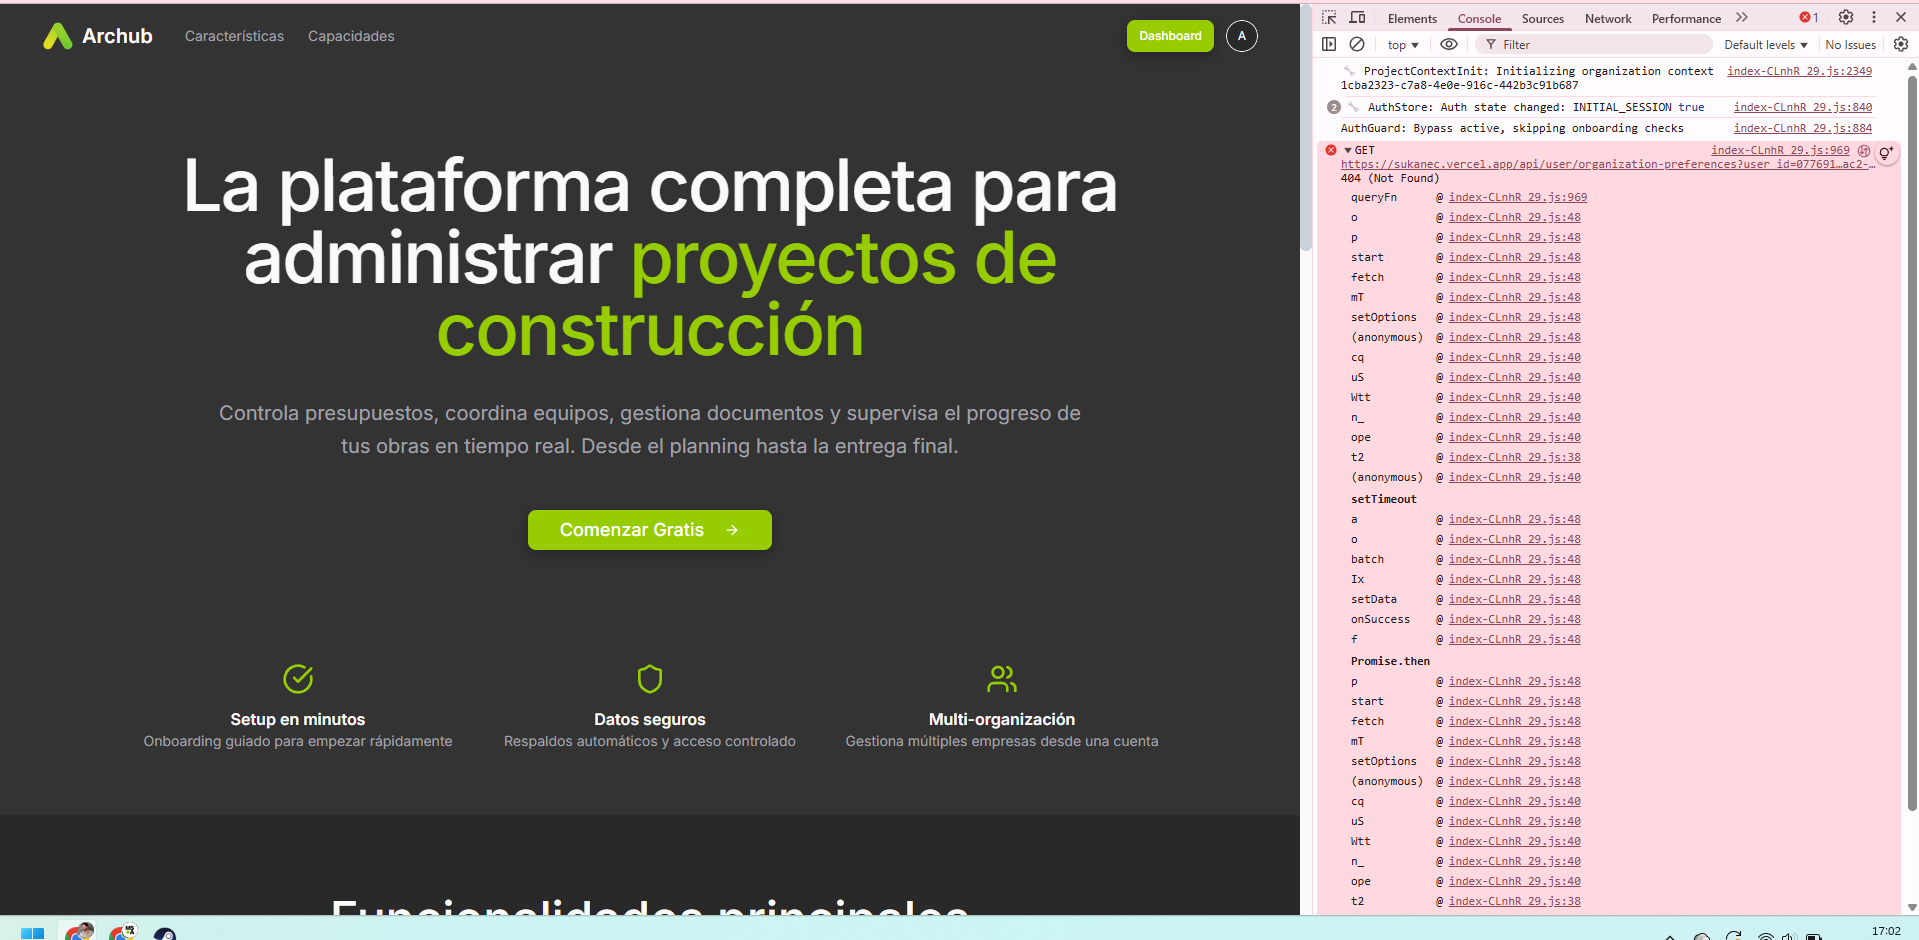 Archub
Características
Capacidades
Dashboard
A
La plataforma completa para
administrar proyectos de
construcción
Controla presupuestos, coordina equipos, gestiona documentos y supervisa el progreso de
tus obras en tiempo real. Desde el planning hasta la entrega final.
Comenzar Gratis →
Setup en minutos
Onboarding guiado para empezar rápidamente
Datos seguros
Respaldos automáticos y acceso controlado
Multi-organización
Gestiona múltiples empresas desde una cuenta
Elements Console Sources Network Performance 1
top Filter Default levels No Issues
ProjectContextInit: Initializing organization context index-CLnhR_29.js:2349
1cba2323-c7a8-4e0e-916c-442b3c91b687
2 AuthStore: Auth state changed: INITIAL_SESSION true index-CLnhR_29.js:840
AuthGuard: Bypass active, skipping onboarding checks index-CLnhR_29.js:884
GET index-CLnhR_29.js:969
https://sukanec.vercel.app/api/user/organization-preferences?user_id=077691…ac2-…
404 (Not Found)
queryFn @ index-CLnhR_29.js:969
o @ index-CLnhR_29.js:48
p @ index-CLnhR_29.js:48
start @ index-CLnhR_29.js:48
fetch @ index-CLnhR_29.js:48
mT @ index-CLnhR_29.js:48
setOptions @ index-CLnhR_29.js:48
(anonymous) @ index-CLnhR_29.js:48
cq @ index-CLnhR_29.js:40
uS @ index-CLnhR_29.js:40
Wtt @ index-CLnhR_29.js:40
n_ @ index-CLnhR_29.js:40
ope @ index-CLnhR_29.js:40
t2 @ index-CLnhR_29.js:38
(anonymous) @ index-CLnhR_29.js:40
setTimeout
a @ index-CLnhR_29.js:48
o @ index-CLnhR_29.js:48
batch @ index-CLnhR_29.js:48
Ix @ index-CLnhR_29.js:48
setData @ index-CLnhR_29.js:48
onSuccess @ index-CLnhR_29.js:48
f @ index-CLnhR_29.js:48
Promise.then
p @ index-CLnhR_29.js:48
start @ index-CLnhR_29.js:48
fetch @ index-CLnhR_29.js:48
mT @ index-CLnhR_29.js:48
setOptions @ index-CLnhR_29.js:48
(anonymous) @ index-CLnhR_29.js:48
cq @ index-CLnhR_29.js:40
uS @ index-CLnhR_29.js:40
Wtt @ index-CLnhR_29.js:40
n_ @ index-CLnhR_29.js:40
ope @ index-CLnhR_29.js:40
t2 @ index-CLnhR_29.js:38
Funcionalidades principales
17:02